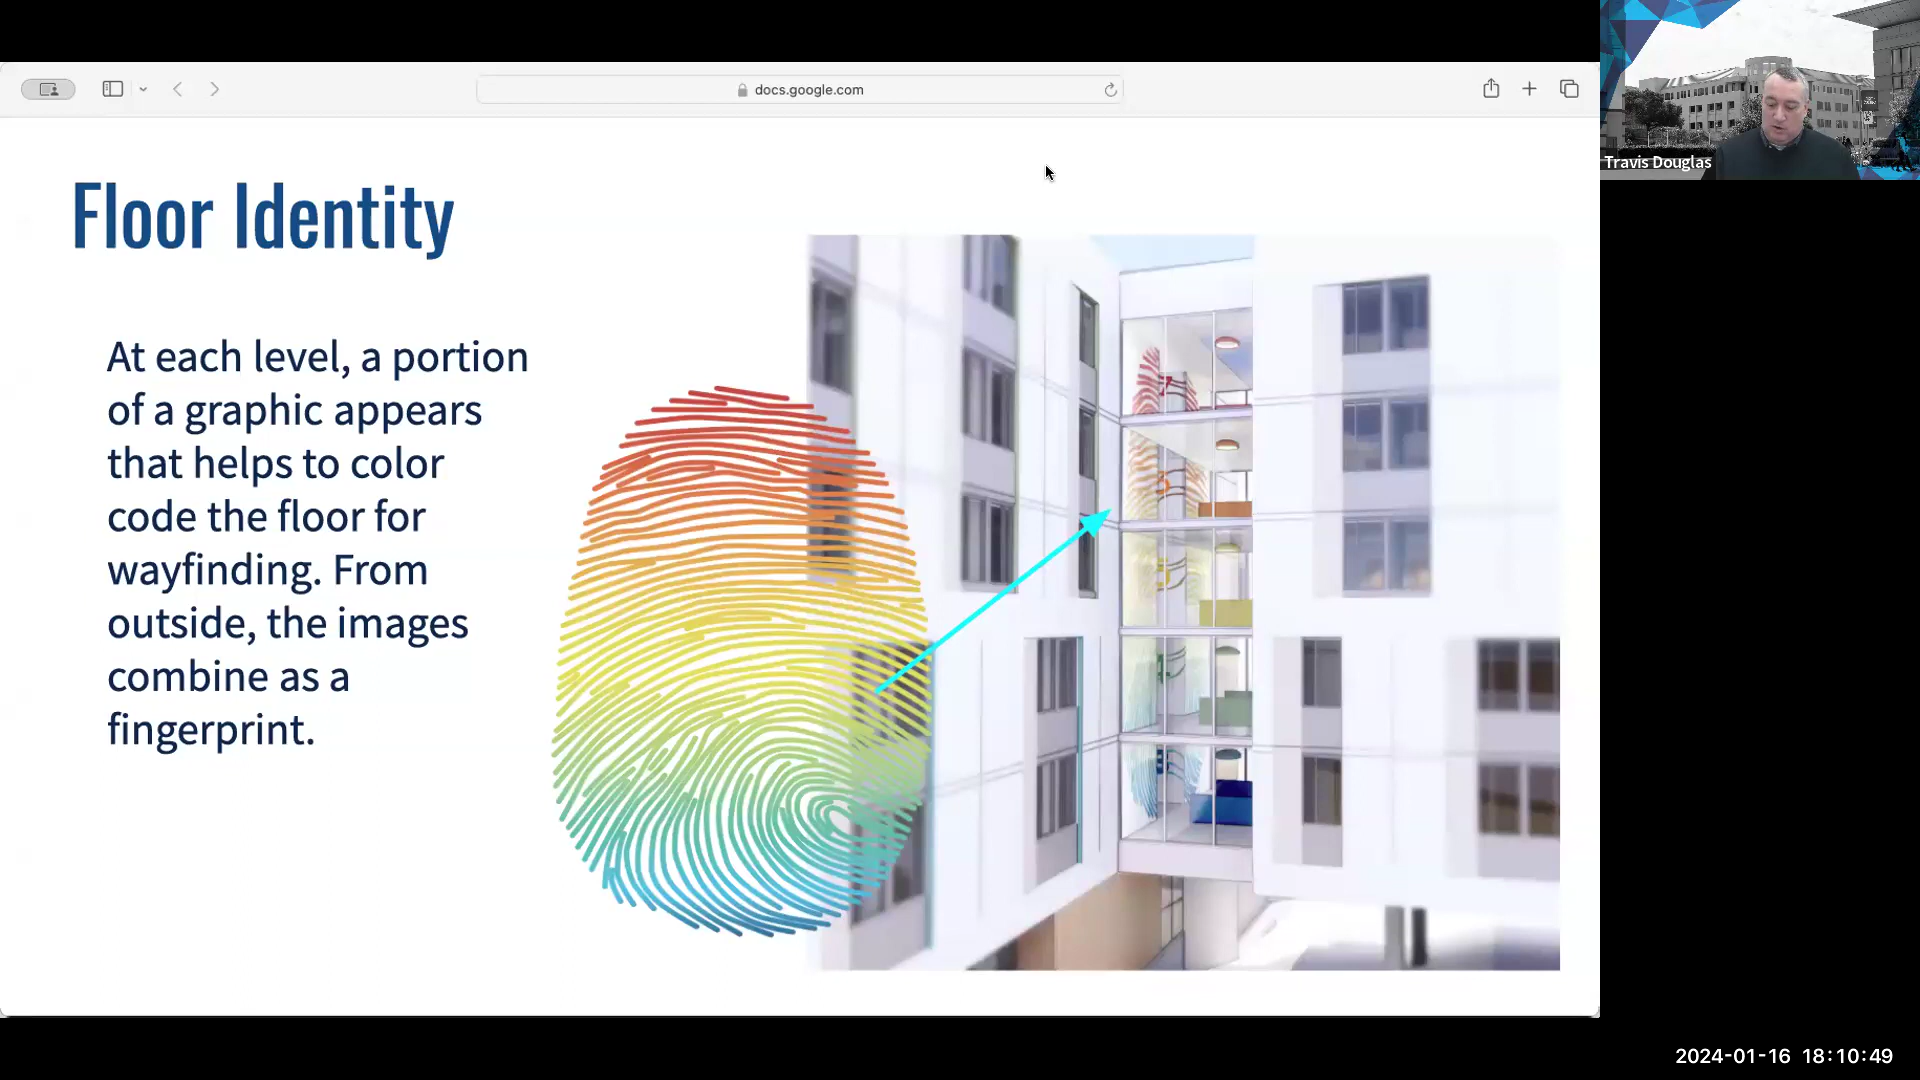 docs.google.com
Travis Douglas
Floor Identity
At each level, a portion
of a graphic appears
that helps to color
code the floor for
wayfinding. From
outside, the images
combine as a
fingerprint.
2024-01-16 18:10:49